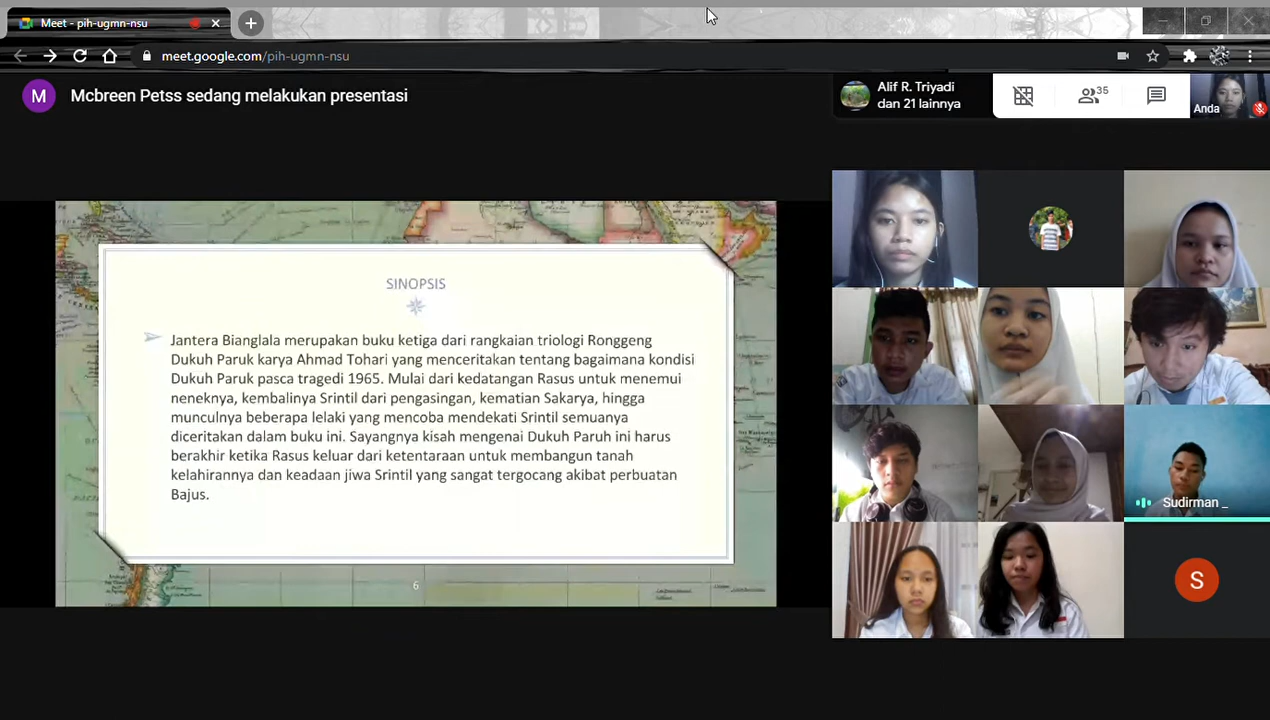 Meet - pih-ugmn-nsu
meet.google.com/pih-ugmn-nsu
M
Mcbreen Petss sedang melakukan presentasi
Alif R. Triyadi
dan 21 lainnya
35
Anda
SINOPSIS
Jantera Bianglala merupakan buku ketiga dari rangkaian triologi Ronggeng
Dukuh Paruk karya Ahmad Tohari yang menceritakan tentang bagaimana kondisi
Dukuh Paruk pasca tragedi 1965. Mulai dari kedatangan Rasus untuk menemui
neneknya, kembalinya Srintil dari pengasingan, kematian Sakarya, hingga
munculnya beberapa lelaki yang mencoba mendekati Srintil semuanya
diceritakan dalam buku ini. Sayangnya kisah mengenai Dukuh Paruh ini harus
berakhir ketika Rasus keluar dari ketentaraan untuk membangun tanah
kelahirannya dan keadaan jiwa Srintil yang sangat tergocang akibat perbuatan
Bajus.
6
Sudirman _
S